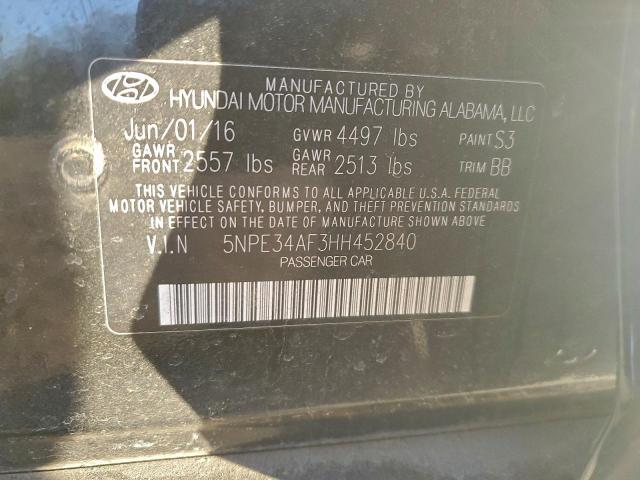 MANUFACTURED BY
HYUNDAI MOTOR MANUFACTURING ALABAMA, LLC
Jun/01/16 GVWR 4497 lbs PAINT S3
GAWR FRONT 2557 lbs GAWR REAR 2513 lbs TRIM BB
THIS VEHICLE CONFORMS TO ALL APPLICABLE U.S.A. FEDERAL
MOTOR VEHICLE SAFETY, BUMPER, AND THEFT PREVENTION STANDARDS
IN EFFECT ON THE DATE OF MANUFACTURE SHOWN ABOVE.
V.I.N 5NPE34AF3HH452840
PASSENGER CAR